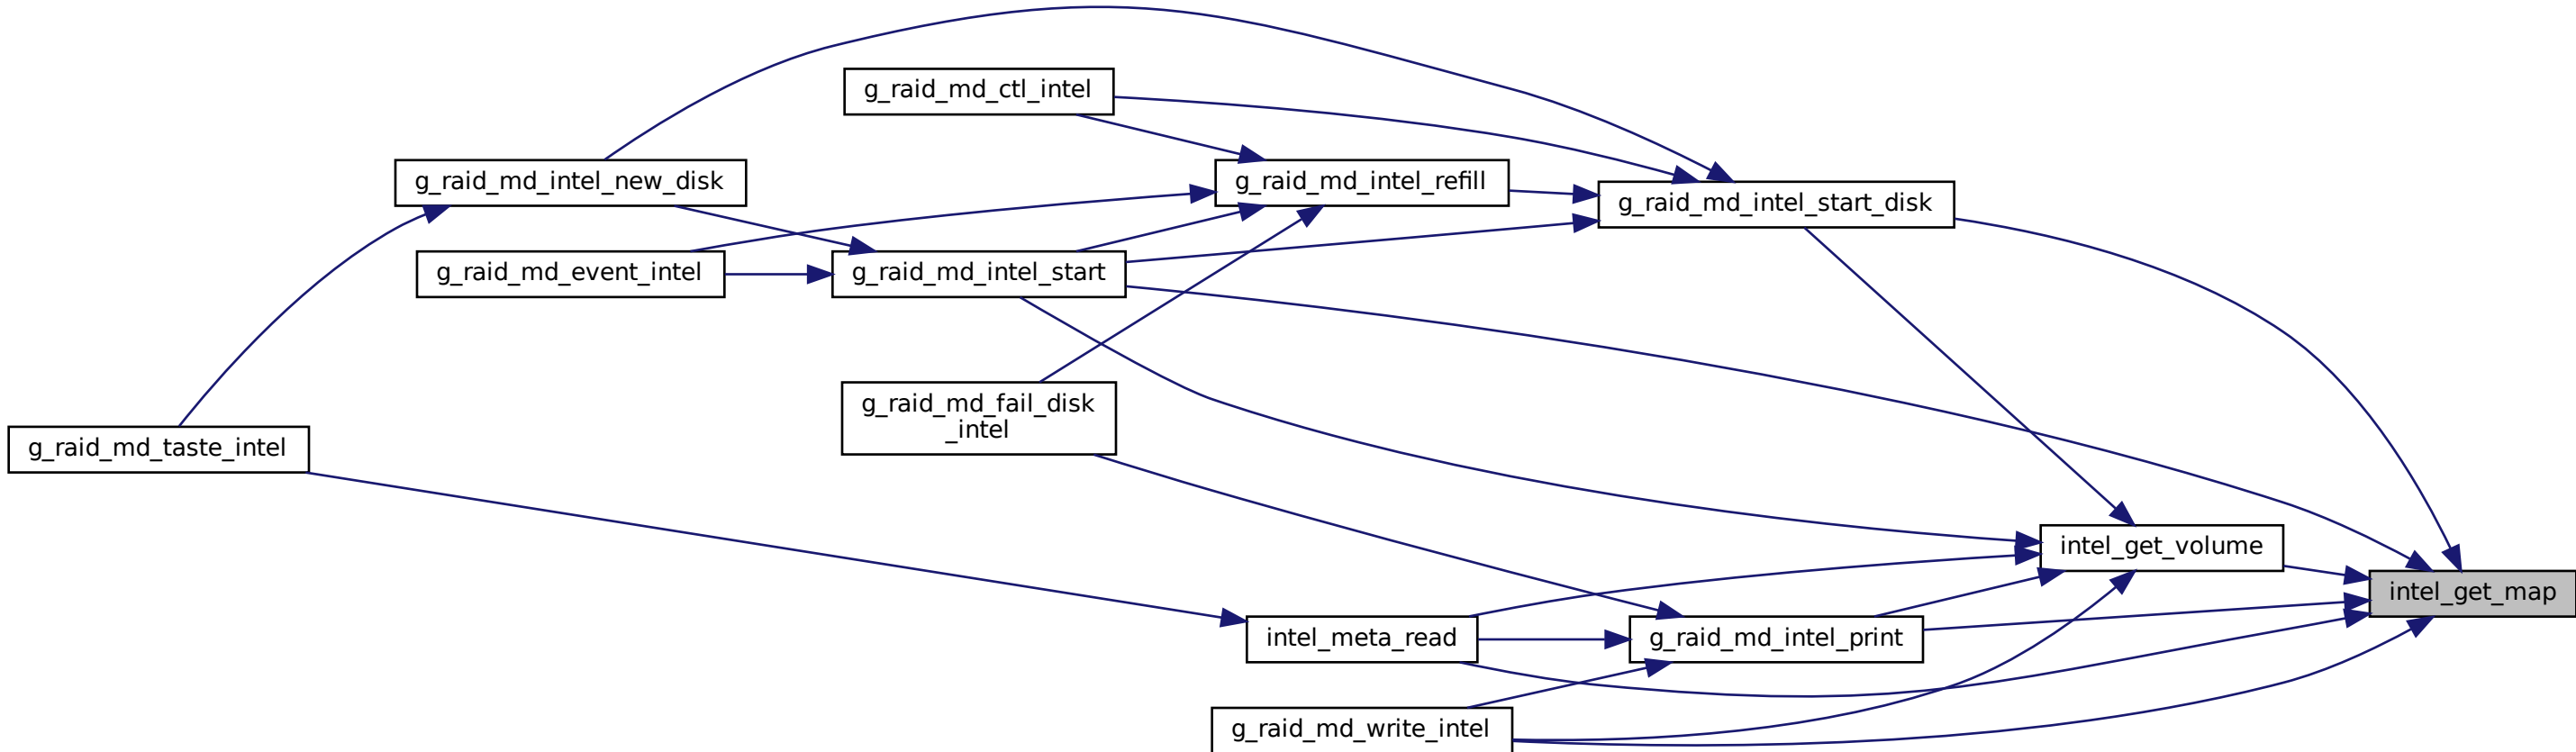 g_raid_md_ctl_intel
g_raid_md_intel_new_disk
g_raid_md_intel_refill
g_raid_md_intel_start_disk
g_raid_md_event_intel
g_raid_md_intel_start
g_raid_md_fail_disk
_intel
g_raid_md_taste_intel
intel_get_volume
intel_get_map
intel_meta_read
g_raid_md_intel_print
g_raid_md_write_intel